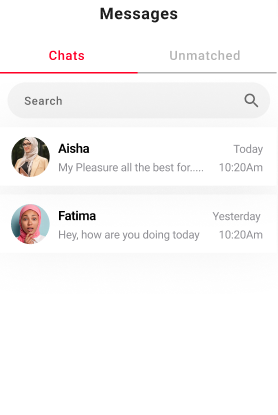 Messages
Chats Unmatched
Search
Aisha Today
My Pleasure all the best for..... 10:20Am
Fatima Yesterday
Hey, how are you doing today 10:20Am